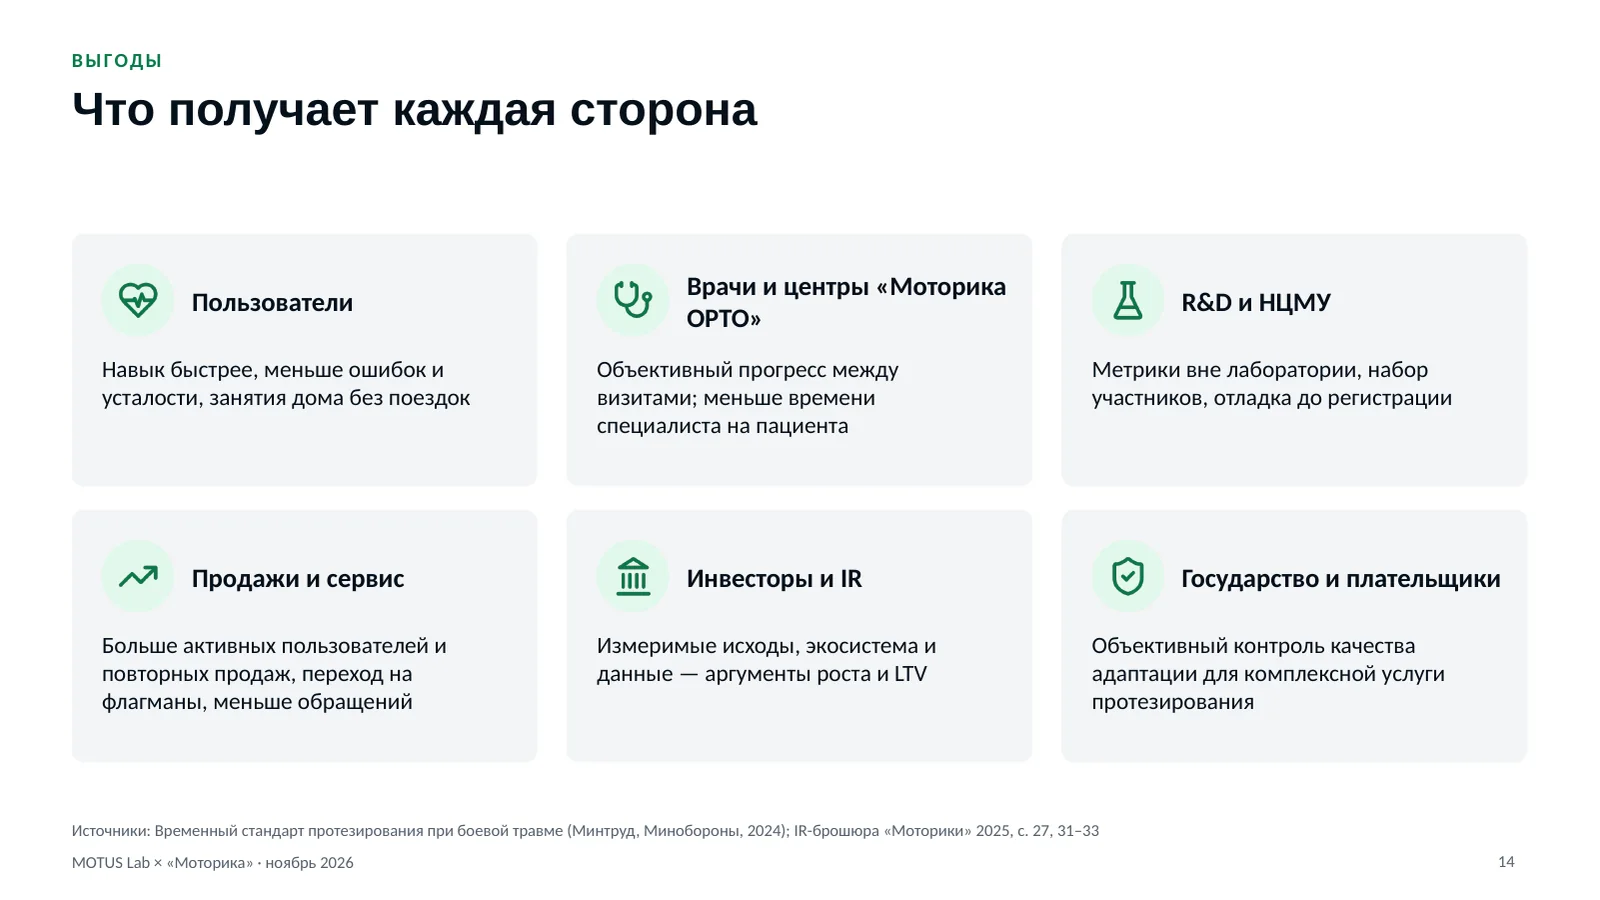 ВЫГОДЫ
Что получает каждая сторона
Пользователи
Навык быстрее, меньше ошибок и
усталости, занятия дома без поездок
Врачи и центры «Моторика
ОРТО»
Объективный прогресс между
визитами; меньше времени
специалиста на пациента
R&D и НЦМУ
Метрики вне лаборатории, набор
участников, отладка до регистрации
Продажи и сервис
Больше активных пользователей и
повторных продаж, переход на
флагманы, меньше обращений
Инвесторы и IR
Измеримые исходы, экосистема и
данные — аргументы роста и LTV
Государство и плательщики
Объективный контроль качества
адаптации для комплексной услуги
протезирования
Источники: Временный стандарт протезирования при боевой травме (Минтруд, Минобороны, 2024); IR-брошюра «Моторики» 2025, с. 27, 31–33
MOTUS Lab × «Моторика» · ноябрь 2026
14